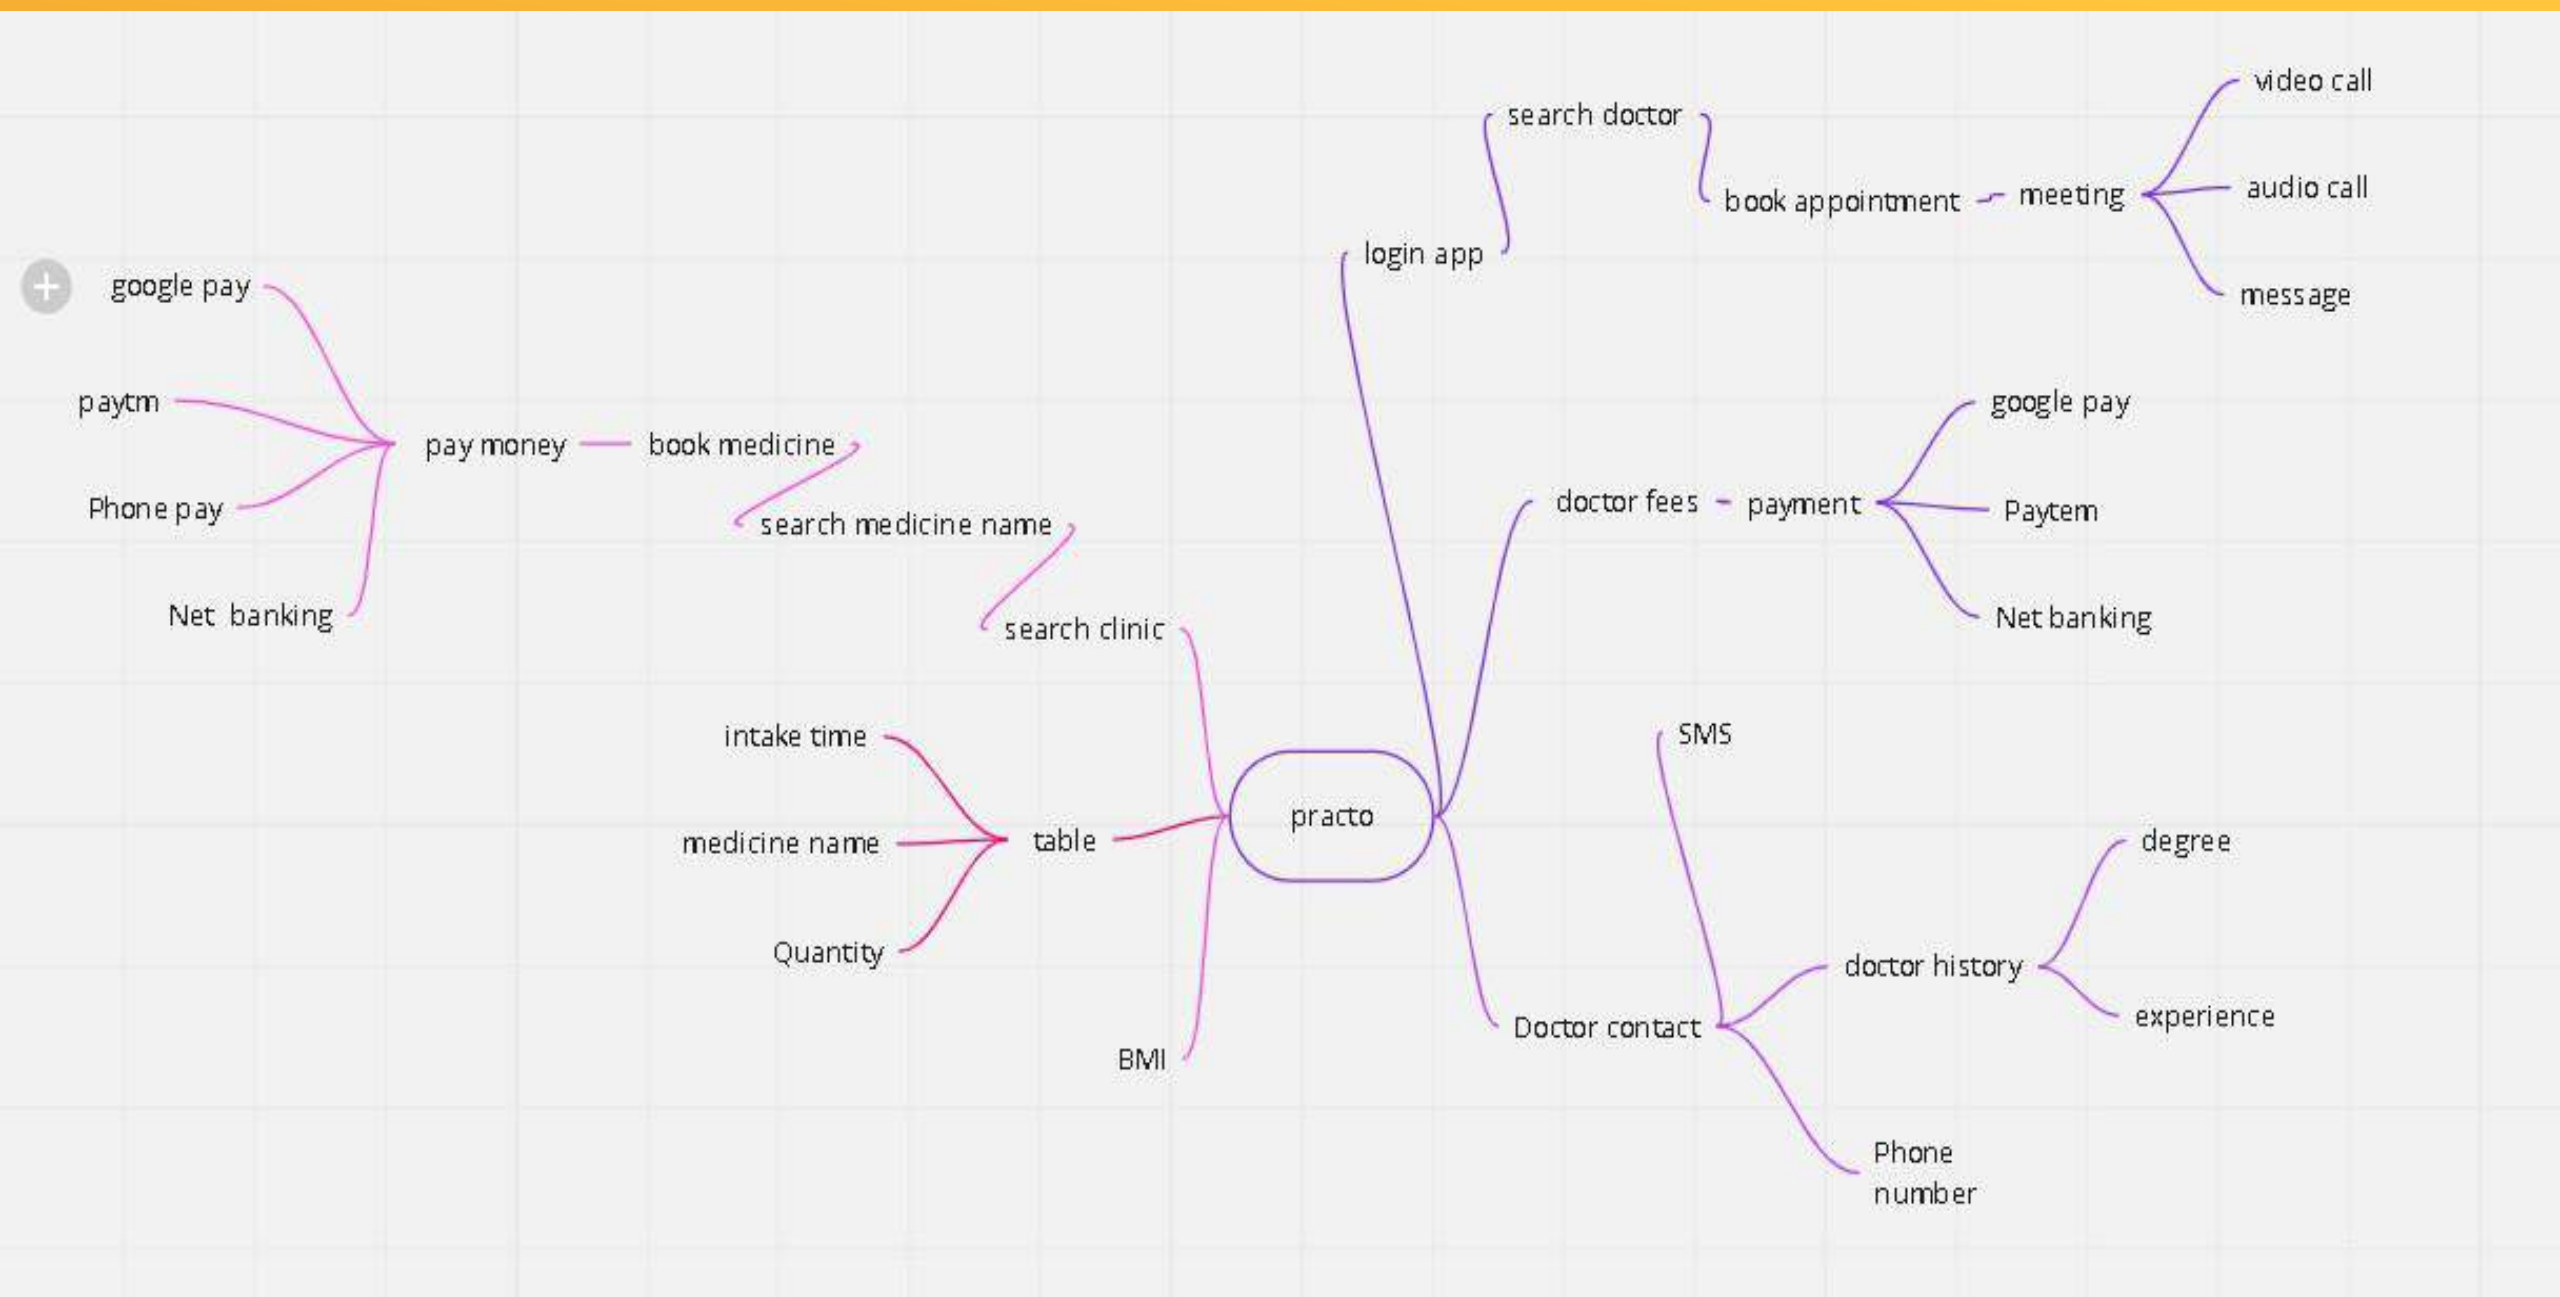 video call
search doctor
audio call
book appointment
meeting
login app
message
google pay
paytm
pay money
book medicine
Phone pay
search medicine name
Net  banking
search clinic
google pay
doctor fees
payment
Paytem
Net banking
intake time
medicine name
table
Quantity
BMI
practo
SMS
degree
doctor history
experience
Doctor contact
Phone
number